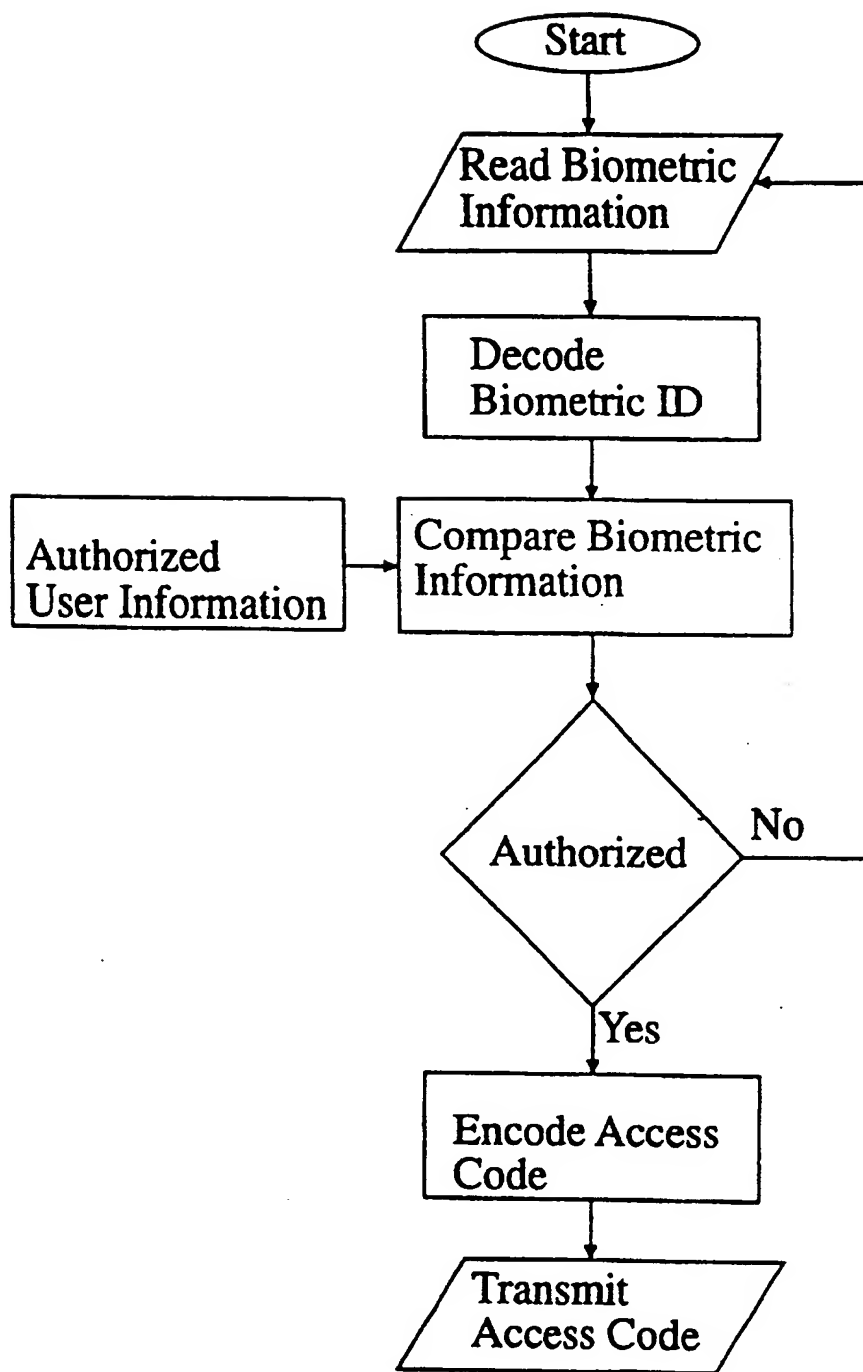 Start
Read Biometric
Information
Decode
Biometric ID
Authorized
User Information
Compare Biometric
Information
Authorized
No
Yes
Encode Access
Code
Transmit
Access Code